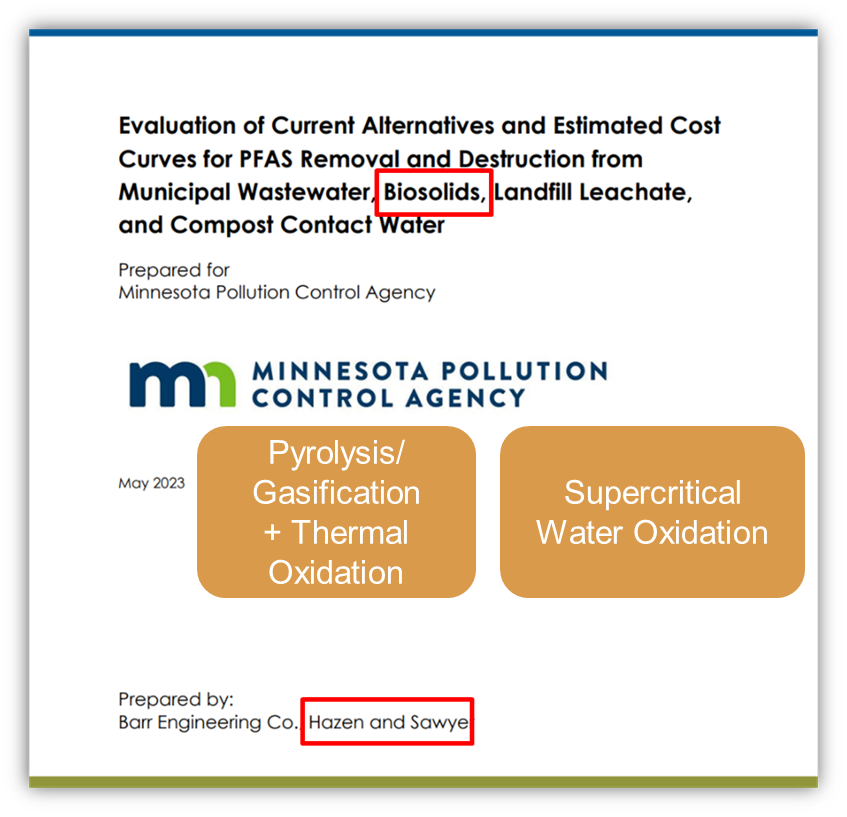 Evaluation of Current Alternatives and Estimated Cost
Curves for PFAS Removal and Destruction from
Municipal Wastewater, Biosolids, Landfill Leachate,
and Compost Contact Water
Prepared for
Minnesota Pollution Control Agency
mn MINNESOTA POLLUTION
CONTROL AGENCY
May 2023
Pyrolysis/
Gasification
+ Thermal
Oxidation
Supercritical
Water Oxidation
Prepared by:
Barr Engineering Co. Hazen and Sawye